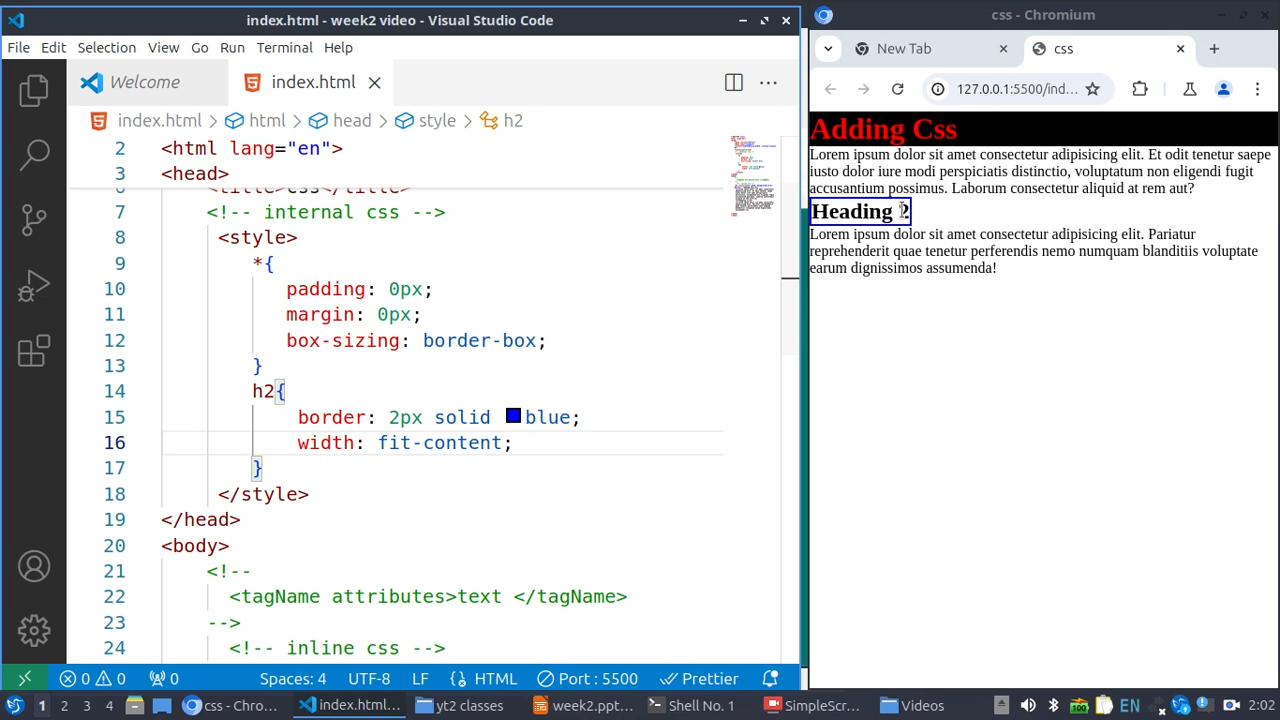 index.html - week2 video - Visual Studio Code
File Edit Selection View Go Run Terminal Help
Welcome index.html
index.html > html > head > style > h2
2 <html lang="en">
3 <head>
6 <title>css</title>
7 <!-- internal css -->
8 <style>
9 *{
10 padding: 0px;
11 margin: 0px;
12 box-sizing: border-box;
13 }
14 h2{
15 border: 2px solid blue;
16 width: fit-content;
17 }
18 </style>
19 </head>
20 <body>
21 <!--
22 <tagName attributes>text </tagName>
23 -->
24 <!-- inline css -->
0 0 0 Spaces: 4 UTF-8 LF HTML Port : 5500 Prettier
css - Chromium
New Tab css
127.0.0.1:5500/ind...
Adding Css
Lorem ipsum dolor sit amet consectetur adipisicing elit. Et odit tenetur saepe
iusto dolor iure modi perspiciatis distinctio, voluptatum non eligendi fugit
accusantium possimus. Laborum consectetur aliquid at rem aut?
Heading 2
Lorem ipsum dolor sit amet consectetur adipisicing elit. Pariatur
reprehenderit quae tenetur perferendis nemo numquam blanditiis voluptate
earum dignissimos assumenda!
1 2 3 4 css - Chro... index.html... yt2 classes week2.ppt... Shell No. 1 SimpleScr... Videos EN 2:02